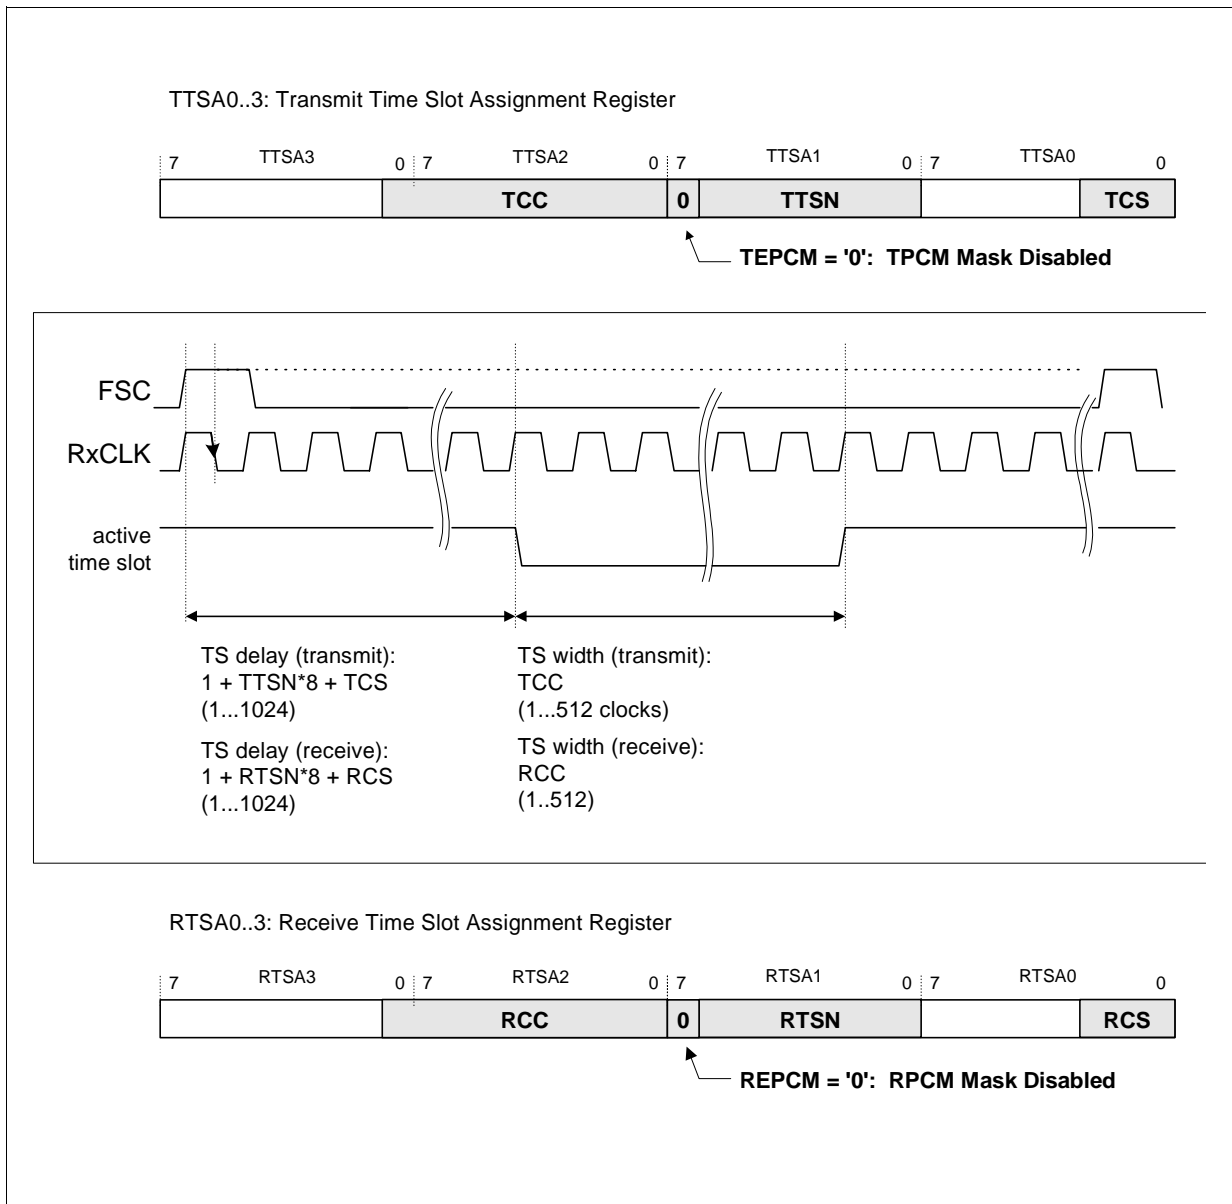 TTSA0..3: Transmit Time Slot Assignment Register
7 TTSA3 0 7 TTSA2 0 7 TTSA1 0 7 TTSA0 0
TCC 0 TTSN TCS
TEPCM = '0': TPCM Mask Disabled
FSC
RxCLK
active
time slot
TS delay (transmit):
1 + TTSN*8 + TCS
(1...1024)
TS width (transmit):
TCC
(1...512 clocks)
TS delay (receive):
1 + RTSN*8 + RCS
(1...1024)
TS width (receive):
RCC
(1..512)
RTSA0..3: Receive Time Slot Assignment Register
7 RTSA3 0 7 RTSA2 0 7 RTSA1 0 7 RTSA0 0
RCC 0 RTSN RCS
REPCM = '0': RPCM Mask Disabled